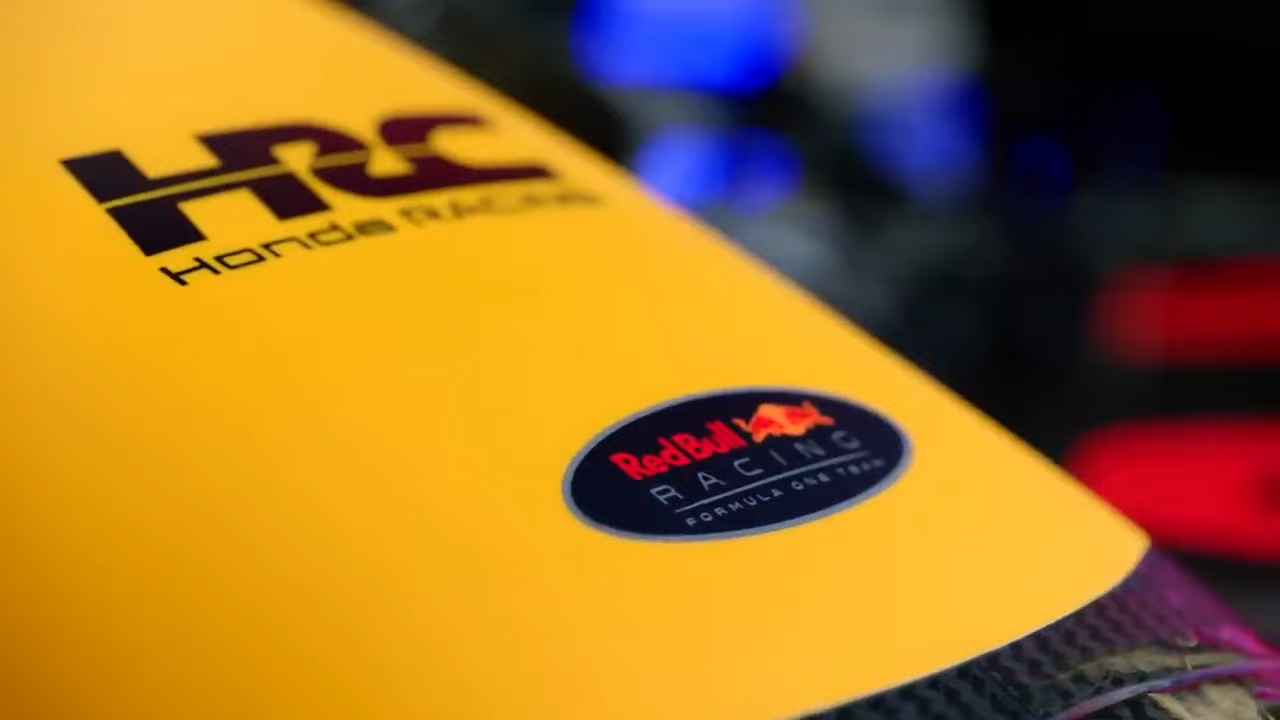 HRC
Honda RACING
Red Bull
RACING
FORMULA ONE TEAM